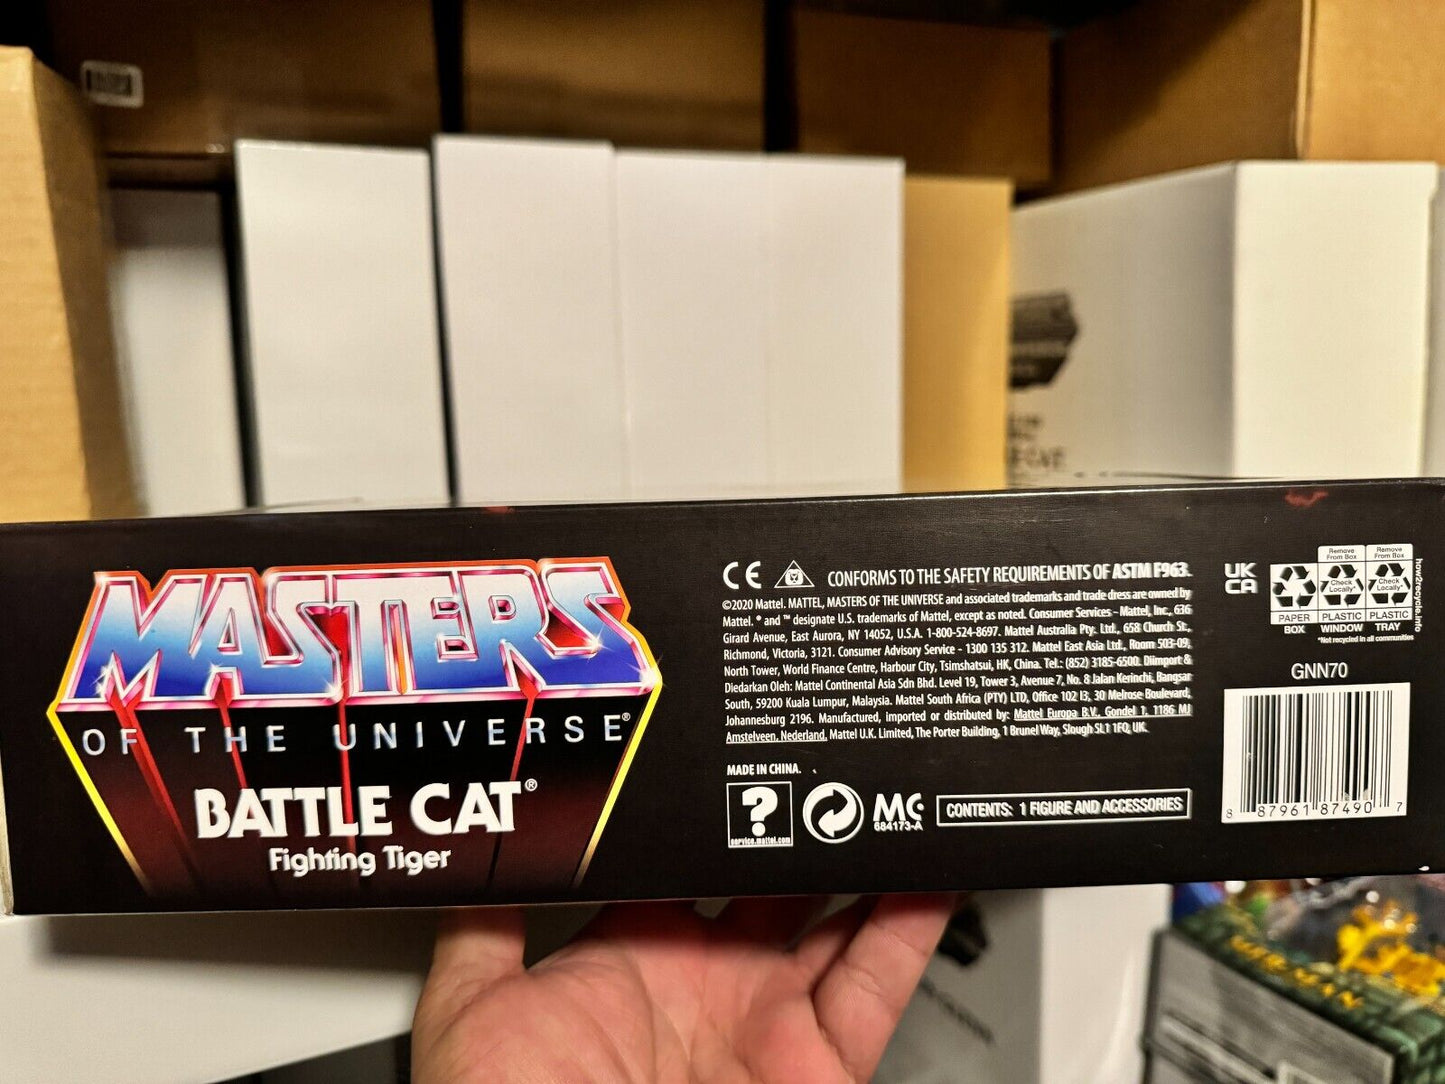 MASTERS
OF THE UNIVERSE®
BATTLE CAT®
Fighting Tiger
CE CONFORMS TO THE SAFETY REQUIREMENTS OF ASTM F963.
©2020 Mattel. MATTEL, MASTERS OF THE UNIVERSE and associated trademarks and trade dress are owned by
Mattel. ® and ™ designate U.S. trademarks of Mattel, except as noted. Consumer Services – Mattel, Inc., 636
Girard Avenue, East Aurora, NY 14052, U.S.A. 1-800-524-8697. Mattel Australia Pty. Ltd., 658 Church St.,
Richmond, Victoria, 3121. Consumer Advisory Service - 1300 135 312. Mattel East Asia Ltd., Room 503-09,
North Tower, World Finance Centre, Harbour City, Tsimshatsui, HK, China. Tel.: (852) 3185-6500. Diimport &
Diedarkan Oleh: Mattel Continental Asia Sdn Bhd. Level 19, Tower 3, Avenue 7, No. 8 Jalan Kerinchi, Bangsar
South, 59200 Kuala Lumpur, Malaysia. Mattel South Africa (PTY) LTD, Office 102 I3, 30 Melrose Boulevard,
Johannesburg 2196. Manufactured, imported or distributed by: Mattel Europa B.V., Gondel 1, 1186 MJ
Amstelveen, Nederland. Mattel U.K. Limited, The Porter Building, 1 Brunel Way, Slough SL1 1FQ, UK.
MADE IN CHINA.
?
service.mattel.com
MC
684173-A
CONTENTS: 1 FIGURE AND ACCESSORIES
UK
CA
Remove From Box
Remove From Box
Check Locally*
Check Locally*
PAPER PLASTIC PLASTIC
BOX WINDOW TRAY
*Not recycled in all communities
how2recycle.info
GNN70
8 87961 87490 7
MER-MAN